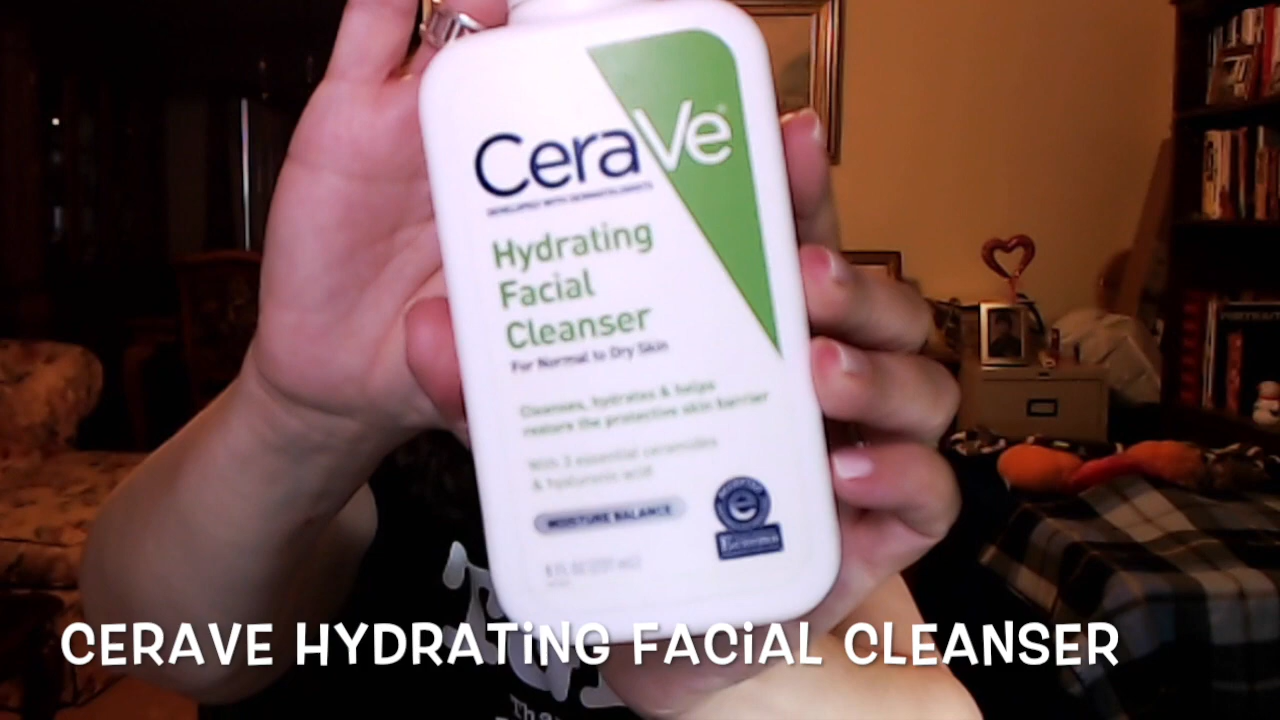 CeraVe
DEVELOPED WITH DERMATOLOGISTS
Hydrating
Facial
Cleanser
For Normal to Dry Skin
Cleanses, hydrates & helps
restore the protective skin barrier
With 3 essential ceramides
& hyaluronic acid
MOISTURE BALANCE
e
Eczema
CERAVE HYDRATiNG FACiAL CLEANSER